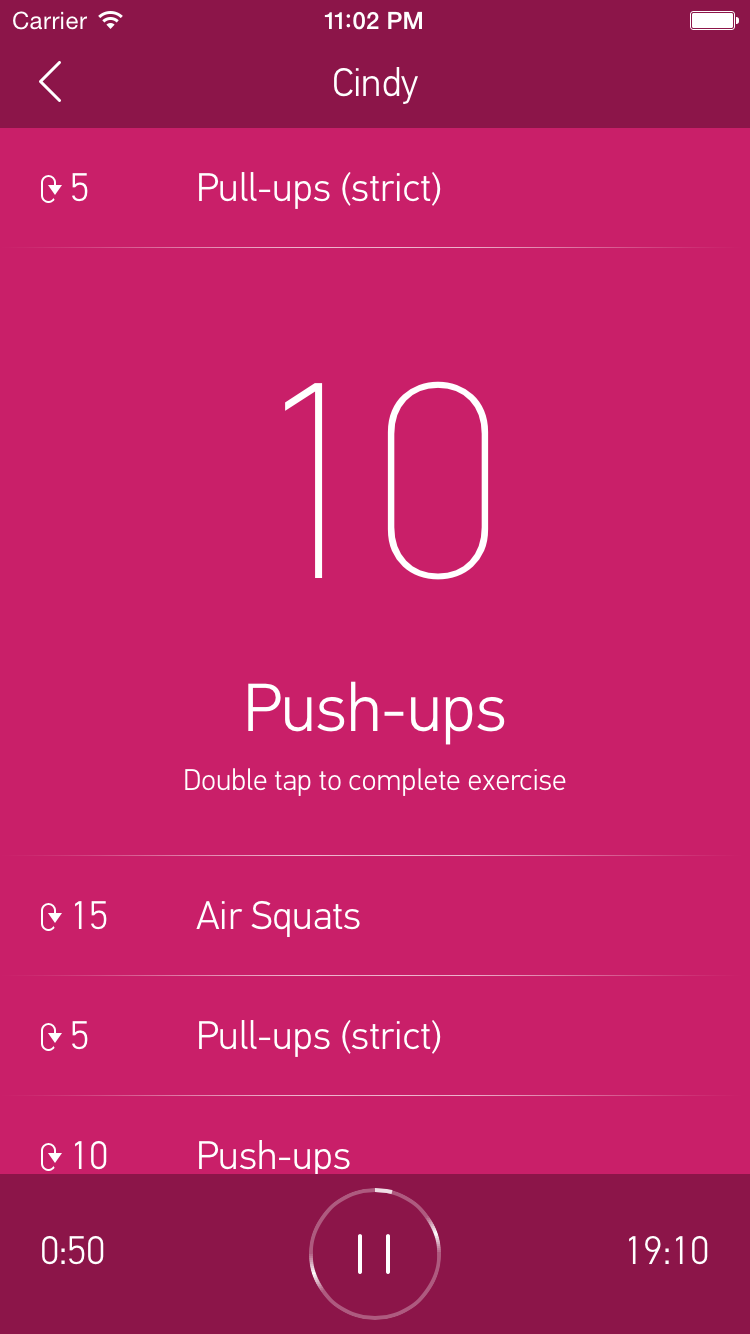 Carrier 11:02 PM
Cindy
5 Pull-ups (strict)
10
Push-ups
Double tap to complete exercise
15 Air Squats
5 Pull-ups (strict)
10 Push-ups
0:50 19:10